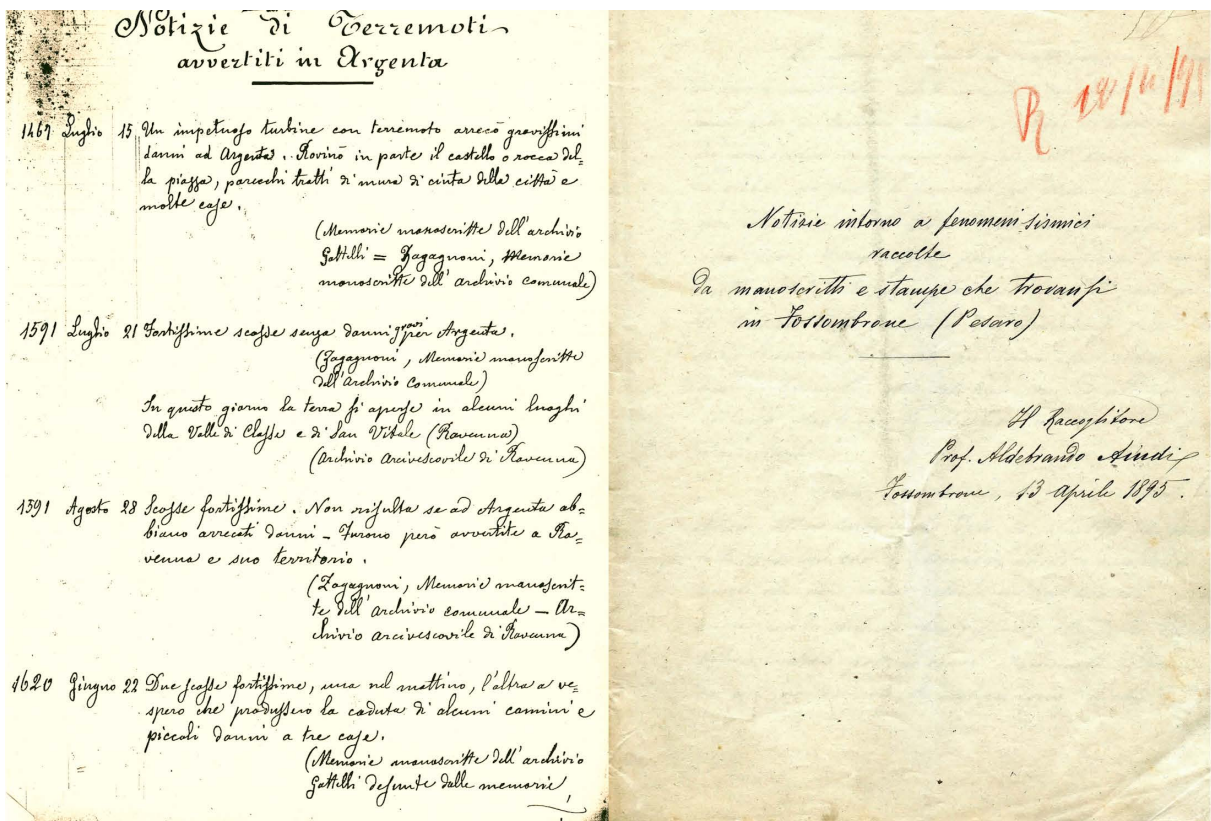 Notizie di Terremoti
avvertiti in Argenta
1467 Luglio 15 Un impetuoso turbine con terremoto arrecò gravissimi
danni ad Argenta. Rovinò in parte il castello o rocca del=
la piazza, parecchi tratti di mura di cinta della città e
molte case.
(Memorie manoscritte dell'archivio
Gattelli = Zagagnoni, Memorie
manoscritte dell'archivio comunale)
1591 Luglio 21 Fortissime scosse senza danni gravi per Argenta.
(Zagagnoni, Memorie manoscritte
dell'Archivio Comunale)
In questo giorno la terra si aperse in alcuni luoghi
della Valle di Classe e di San Vitale (Ravenna)
(Archivio Arcivescovile di Ravenna)
1591 Agosto 28 Scosse fortissime. Non risulta se ad Argenta ab=
biano arrecati danni – Furono però avvertite a Ra=
venna e suo territorio.
(Zagagnoni, Memorie manoscrit=
te dell'archivio comunale — Ar=
chivio arcivescovile di Ravenna)
1620 Giugno 22 Due scosse fortissime, una nel mattino, l'altra a ve=
spero che produssero la caduta di alcuni camini e
piccoli danni a tre case.
(Memorie manoscritte dell'archivio
Gattelli desunte dalle memorie
R
Notizie intorno a fenomeni sismici
raccolte
da manoscritti e stampe che trovansi
in Fossombrone (Pesaro)
Il Raccoglitore
Prof. Aldebrando
Fossombrone, 13 Aprile 1895.